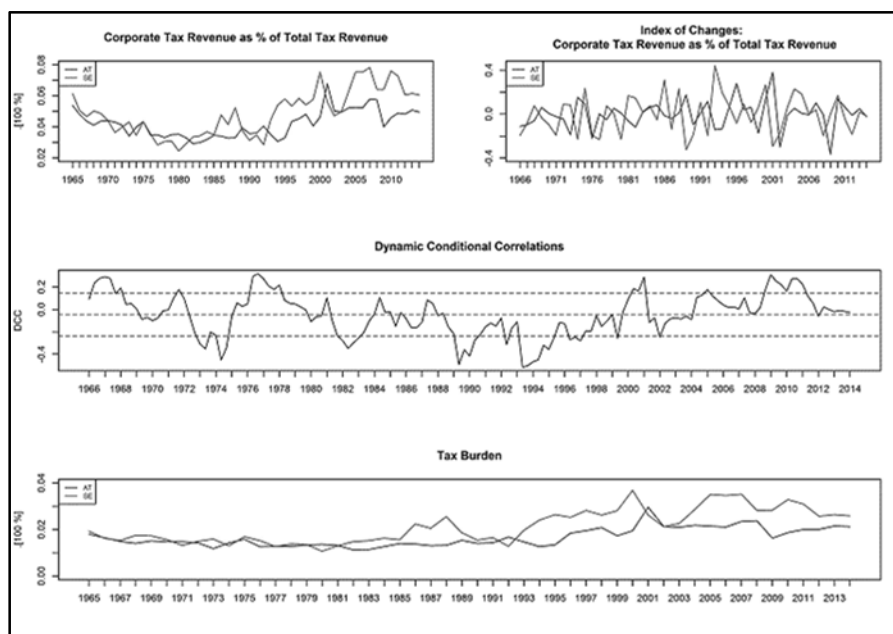 Corporate Tax Revenue as % of Total Tax Revenue
-[100 %]
0.02 0.04 0.06 0.08
AT
SE
1965 1970 1975 1980 1985 1990 1995 2000 2005 2010
Index of Changes:
Corporate Tax Revenue as % of Total Tax Revenue
-0.4 0.0 0.4
AT
SE
1966 1971 1976 1981 1986 1991 1996 2001 2006 2011
Dynamic Conditional Correlations
DCC
-0.4 0.0 0.2
1966 1968 1970 1972 1974 1976 1978 1980 1982 1984 1986 1988 1990 1992 1994 1996 1998 2000 2002 2004 2006 2008 2010 2012 2014
Tax Burden
-[100 %]
0.00 0.02 0.04
AT
SE
1965 1967 1969 1971 1973 1975 1977 1979 1981 1983 1985 1987 1989 1991 1993 1995 1997 1999 2001 2003 2005 2007 2009 2011 2013